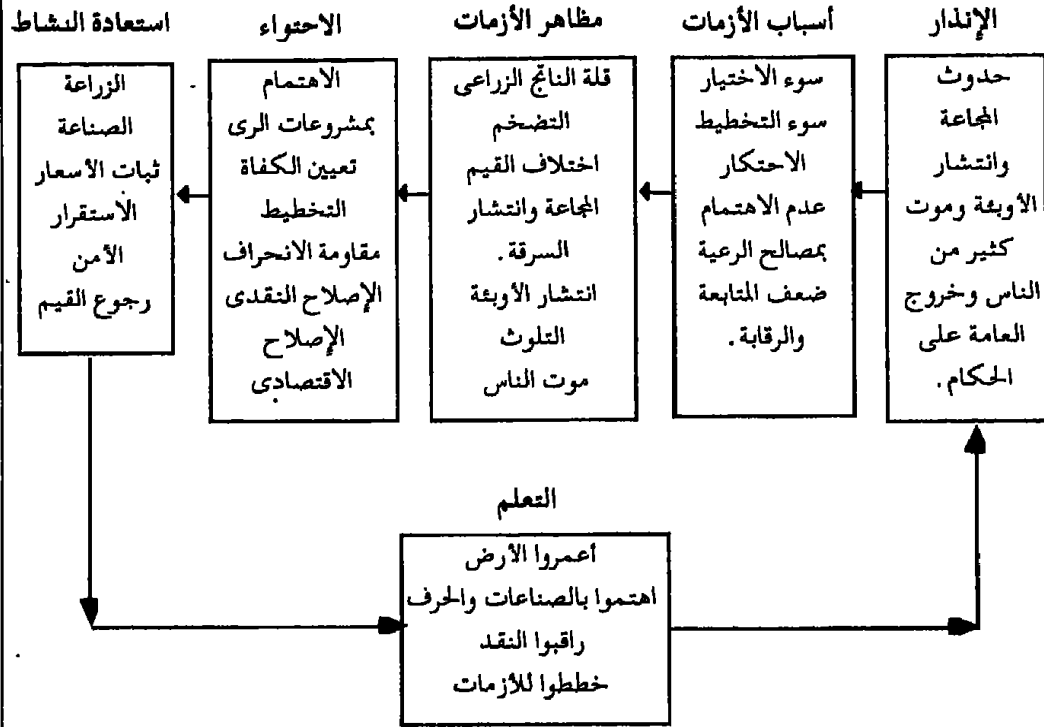 الإنذار
حدوث
المجاعة
وانتشار
الأوبئة وموت
كثير من
الناس وخروج
العامة على
الحكام.
أسباب الأزمات
سوء الاختيار
سوء التخطيط
الاحتكار
عدم الاهتمام
بمصالح الرعية
ضعف المتابعة
والرقابة.
مظاهر الأزمات
قلة الناتج الزراعى
التضخم
اختلاف القيم
المجاعة وانتشار
السرقة.
انتشار الأوبئة
التلوث
موت الناس
الاحتواء
الاهتمام
بمشروعات الرى
تعيين الكفاة
التخطيط
مقاومة الانحراف
الإصلاح النقدى
الإصلاح
الاقتصادى
استعادة النشاط
الزراعة
الصناعة
ثبات الأسعار
الأستقرار
الأمن
رجوع القيم
التعلم
أعمروا الأرض
اهتموا بالصناعات والحرف
راقبوا النقد
خططوا للأزمات